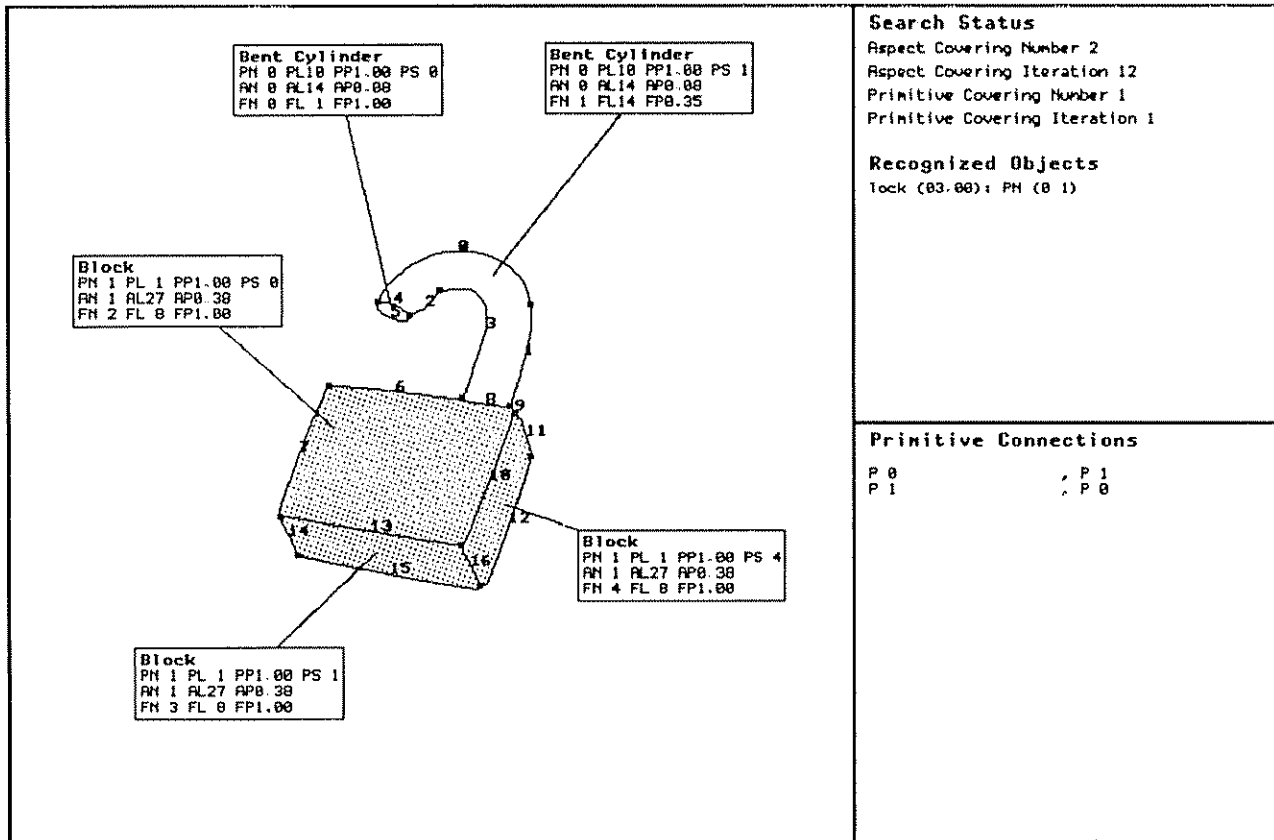 Bent Cylinder
PN 0 PL10 PP1.00 PS 0
AN 0 AL14 AP0.08
FN 0 FL 1 FP1.00
Bent Cylinder
PN 0 PL10 PP1.00 PS 1
AN 0 AL14 AP0.08
FN 1 FL14 FP0.35
Block
PN 1 PL 1 PP1.00 PS 0
AN 1 AL27 AP0.38
FN 2 FL 8 FP1.00
0
4
2
5
3
1
6
8
9
7
11
10
12
13
14
16
15
Block
PN 1 PL 1 PP1.00 PS 4
AN 1 AL27 AP0.38
FN 4 FL 8 FP1.00
Block
PN 1 PL 1 PP1.00 PS 1
AN 1 AL27 AP0.38
FN 3 FL 8 FP1.00
Search Status
Aspect Covering Number 2
Aspect Covering Iteration 12
Primitive Covering Number 1
Primitive Covering Iteration 1
Recognized Objects
lock (03.00): PN (0 1)
Primitive Connections
P 0 , P 1
P 1 , P 0